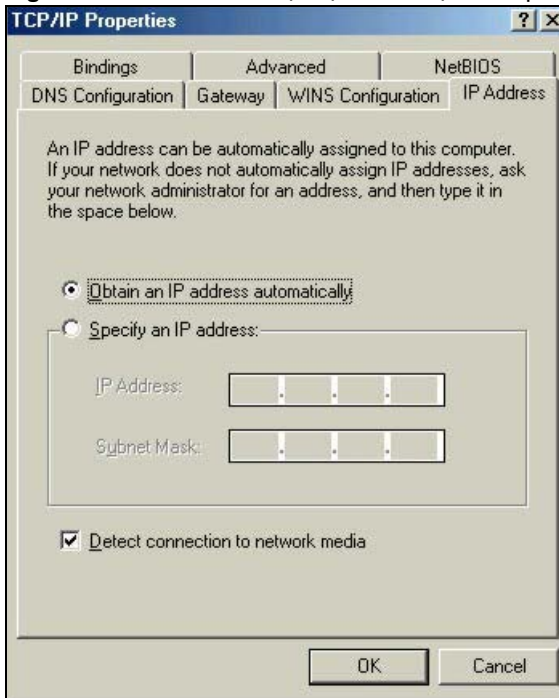 TCP/IP Properties
Bindings
Advanced
NetBIOS
DNS Configuration
Gateway
WINS Configuration
IP Address
An IP address can be automatically assigned to this computer.
If your network does not automatically assign IP addresses, ask
your network administrator for an address, and then type it in
the space below.
Obtain an IP address automatically
Specify an IP address:
IP Address:
Subnet Mask:
Detect connection to network media
OK
Cancel